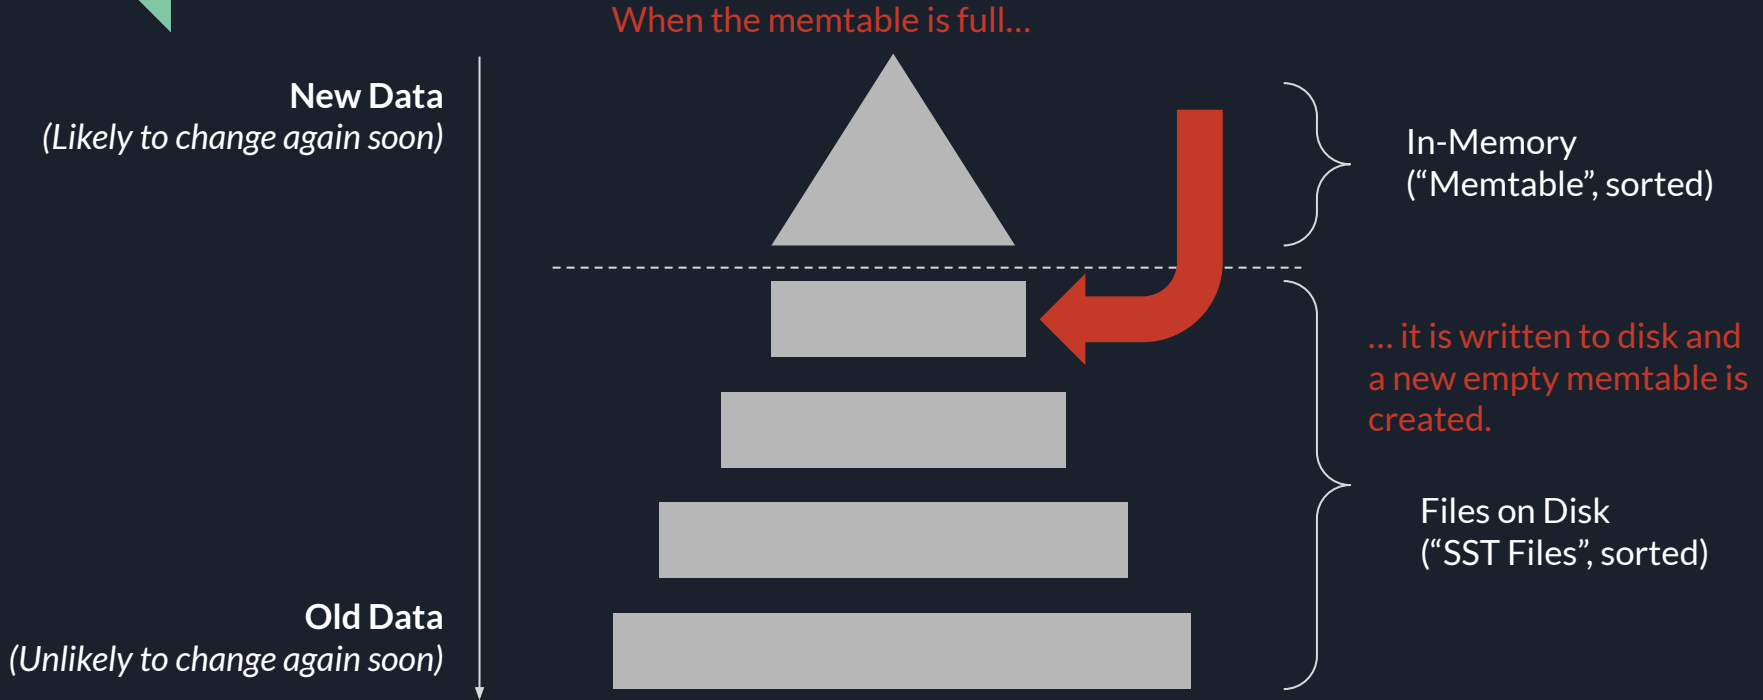 When the memtable is full…
New Data
(Likely to change again soon)
In-Memory
(“Memtable”, sorted)
… it is written to disk and
a new empty memtable is
created.
Files on Disk
(“SST Files”, sorted)
Old Data
(Unlikely to change again soon)